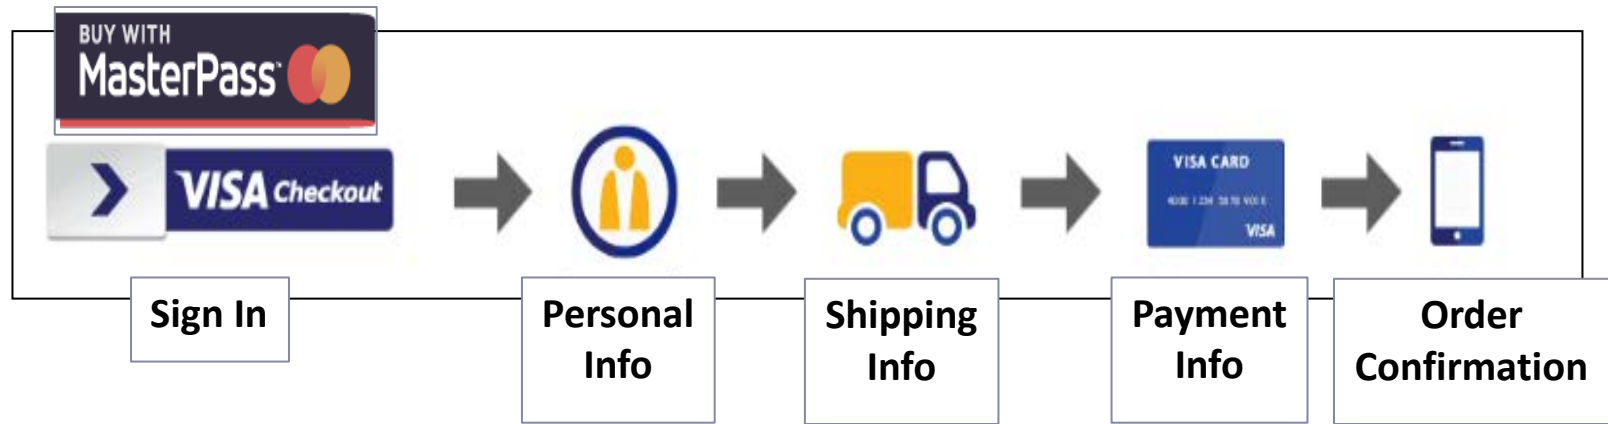 BUY WITH
MasterPass
VISA Checkout
VISA CARD
VISA
Sign In
Personal
Info
Shipping
Info
Payment
Info
Order
Confirmation